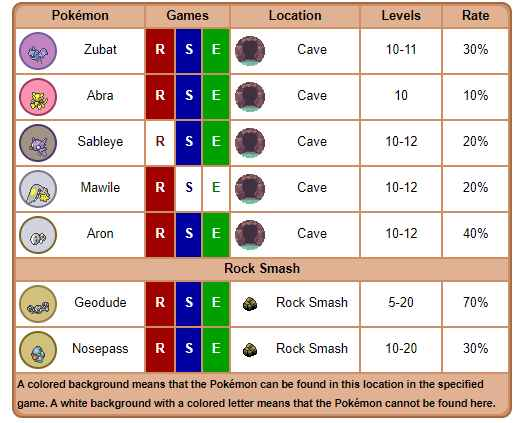 Pokémon Games Location Levels Rate
Zubat R S E Cave 10-11 30%
Abra R S E Cave 10 10%
Sableye R S E Cave 10-12 20%
Mawile R S E Cave 10-12 20%
Aron R S E Cave 10-12 40%
Rock Smash
Geodude R S E Rock Smash 5-20 70%
Nosepass R S E Rock Smash 10-20 30%
A colored background means that the Pokémon can be found in this location in the specified
game. A white background with a colored letter means that the Pokémon cannot be found here.